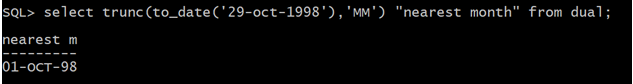 SQL> select trunc(to_date('29-oct-1998'),'MM') "nearest month" from dual;
nearest m
---------
01-OCT-98